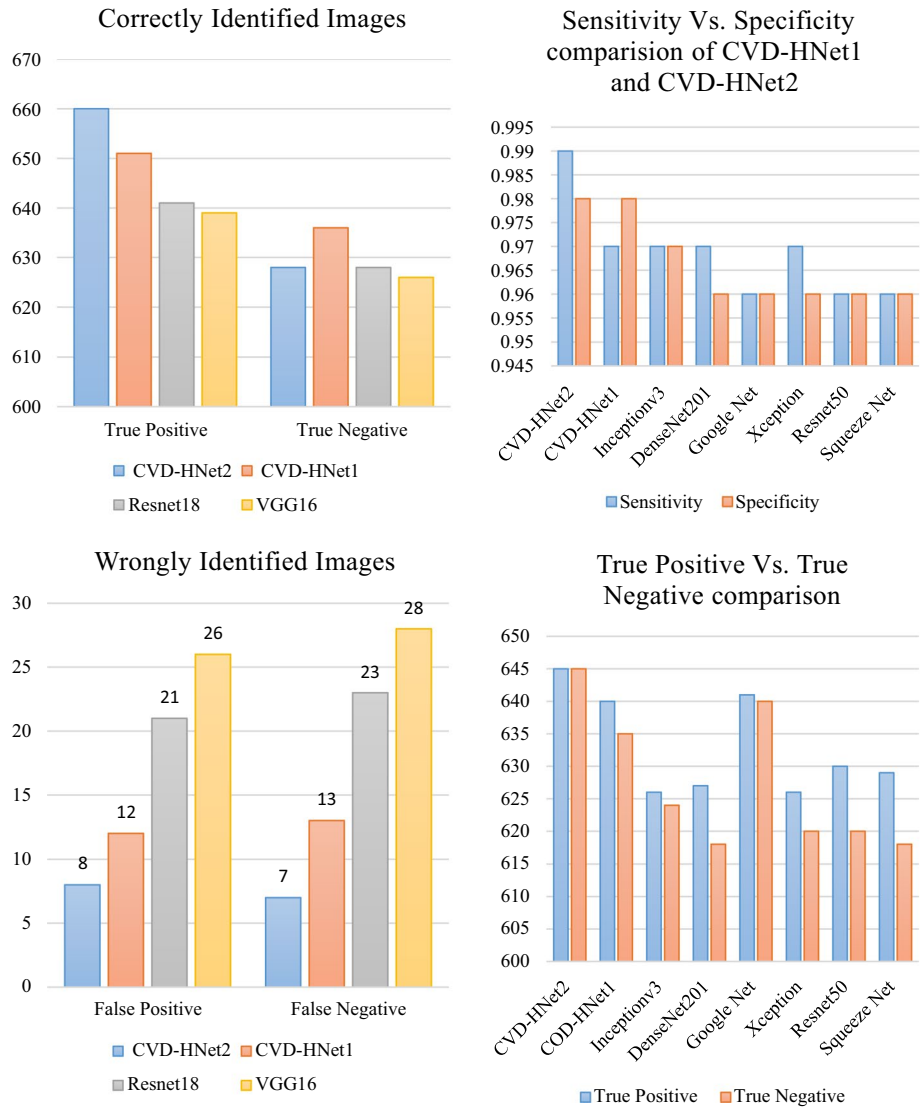 Correctly Identified Images
670
660
650
640
630
620
610
600
True Positive True Negative
CVD-HNet2 CVD-HNet1
Resnet18 VGG16
Sensitivity Vs. Specificity
comparision of CVD-HNet1
and CVD-HNet2
0.995
0.99
0.985
0.98
0.975
0.97
0.965
0.96
0.955
0.95
0.945
CVD-HNet2
CVD-HNet1
Inceptionv3
DenseNet201
Google Net
Xception
Resnet50
Squeeze Net
Sensitivity Specificity
Wrongly Identified Images
30
25
20
15
10
5
0
8
12
21
26
7
13
23
28
False Positive False Negative
CVD-HNet2 CVD-HNet1
Resnet18 VGG16
True Positive Vs. True
Negative comparison
650
645
640
635
630
625
620
615
610
605
600
CVD-HNet2
COD-HNet1
Inceptionv3
DenseNet201
Google Net
Xception
Resnet50
Squeeze Net
True Positive True Negative